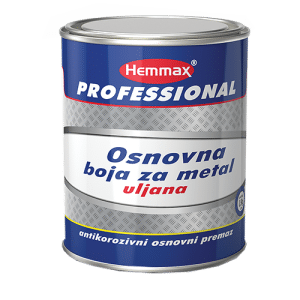 Hemmax®
PROFESSIONAL
Osnovna
boja za metal
uljana
antikorozivni osnovni premaz